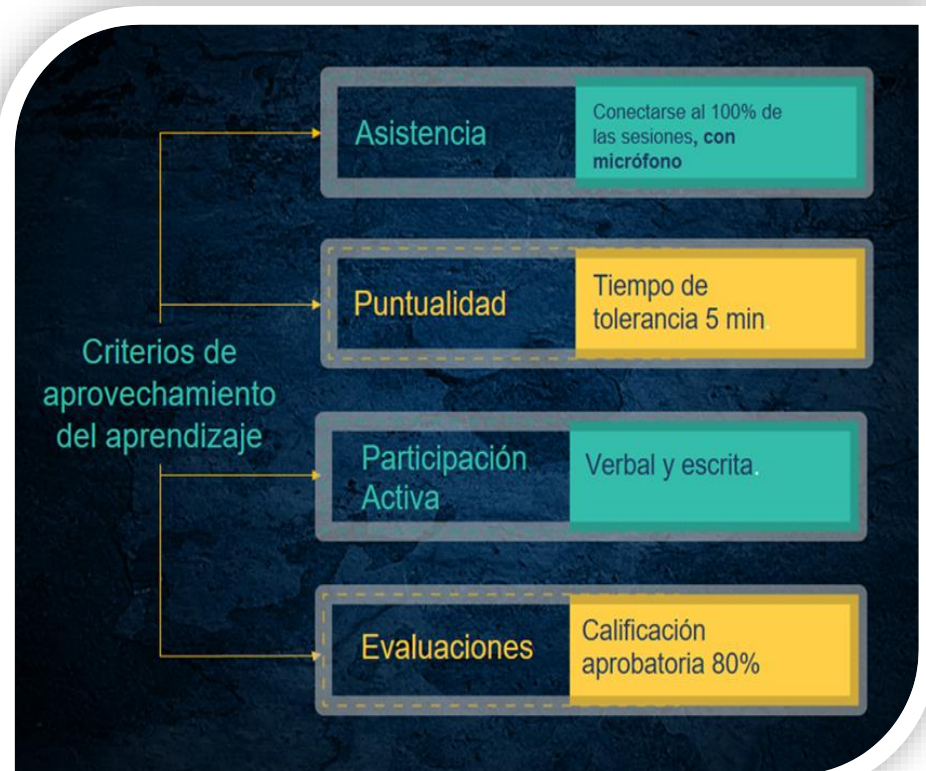 Criterios de
aprovechamiento
del aprendizaje
Asistencia
Conectarse al 100% de
las sesiones, con
micrófono
Puntualidad
Tiempo de
tolerancia 5 min.
Participación
Activa
Verbal y escrita.
Evaluaciones
Calificación
aprobatoria 80%